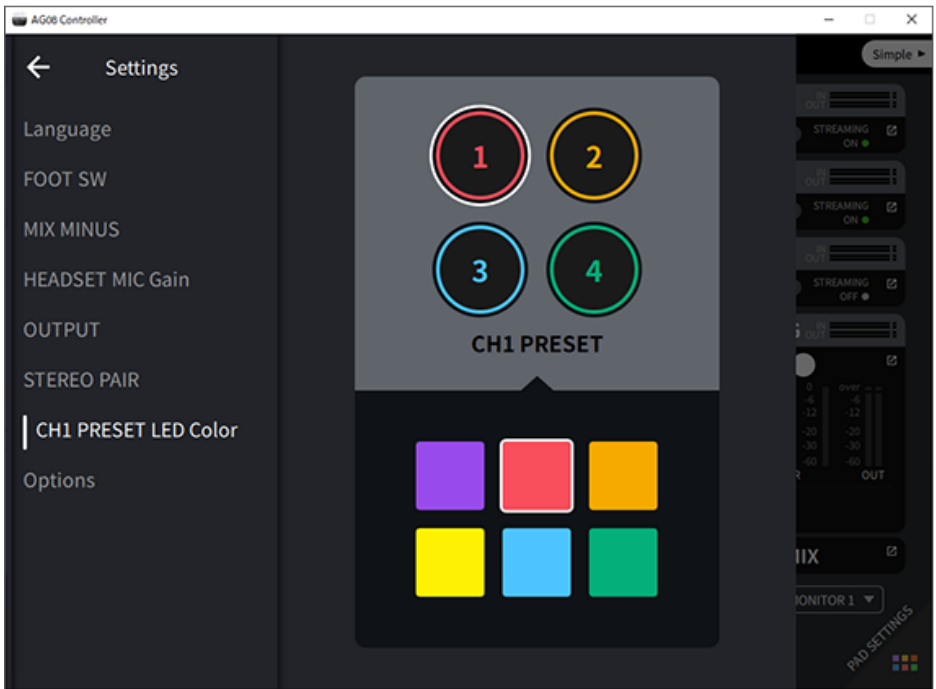 AG08 Controller
Settings
Simple
Language
FOOT SW
MIX MINUS
HEADSET MIC Gain
OUTPUT
STEREO PAIR
CH1 PRESET LED Color
Options
1
2
3
4
CH1 PRESET
IN
OUT
STREAMING
ON
IN
OUT
STREAMING
ON
IN
OUT
STREAMING
OFF
G IN
OUT
0 over
-6 -6
-12 -12
-20 -20
-30 -30
-60 -60
R OUT
MIX
MONITOR 1
PAD SETTINGS